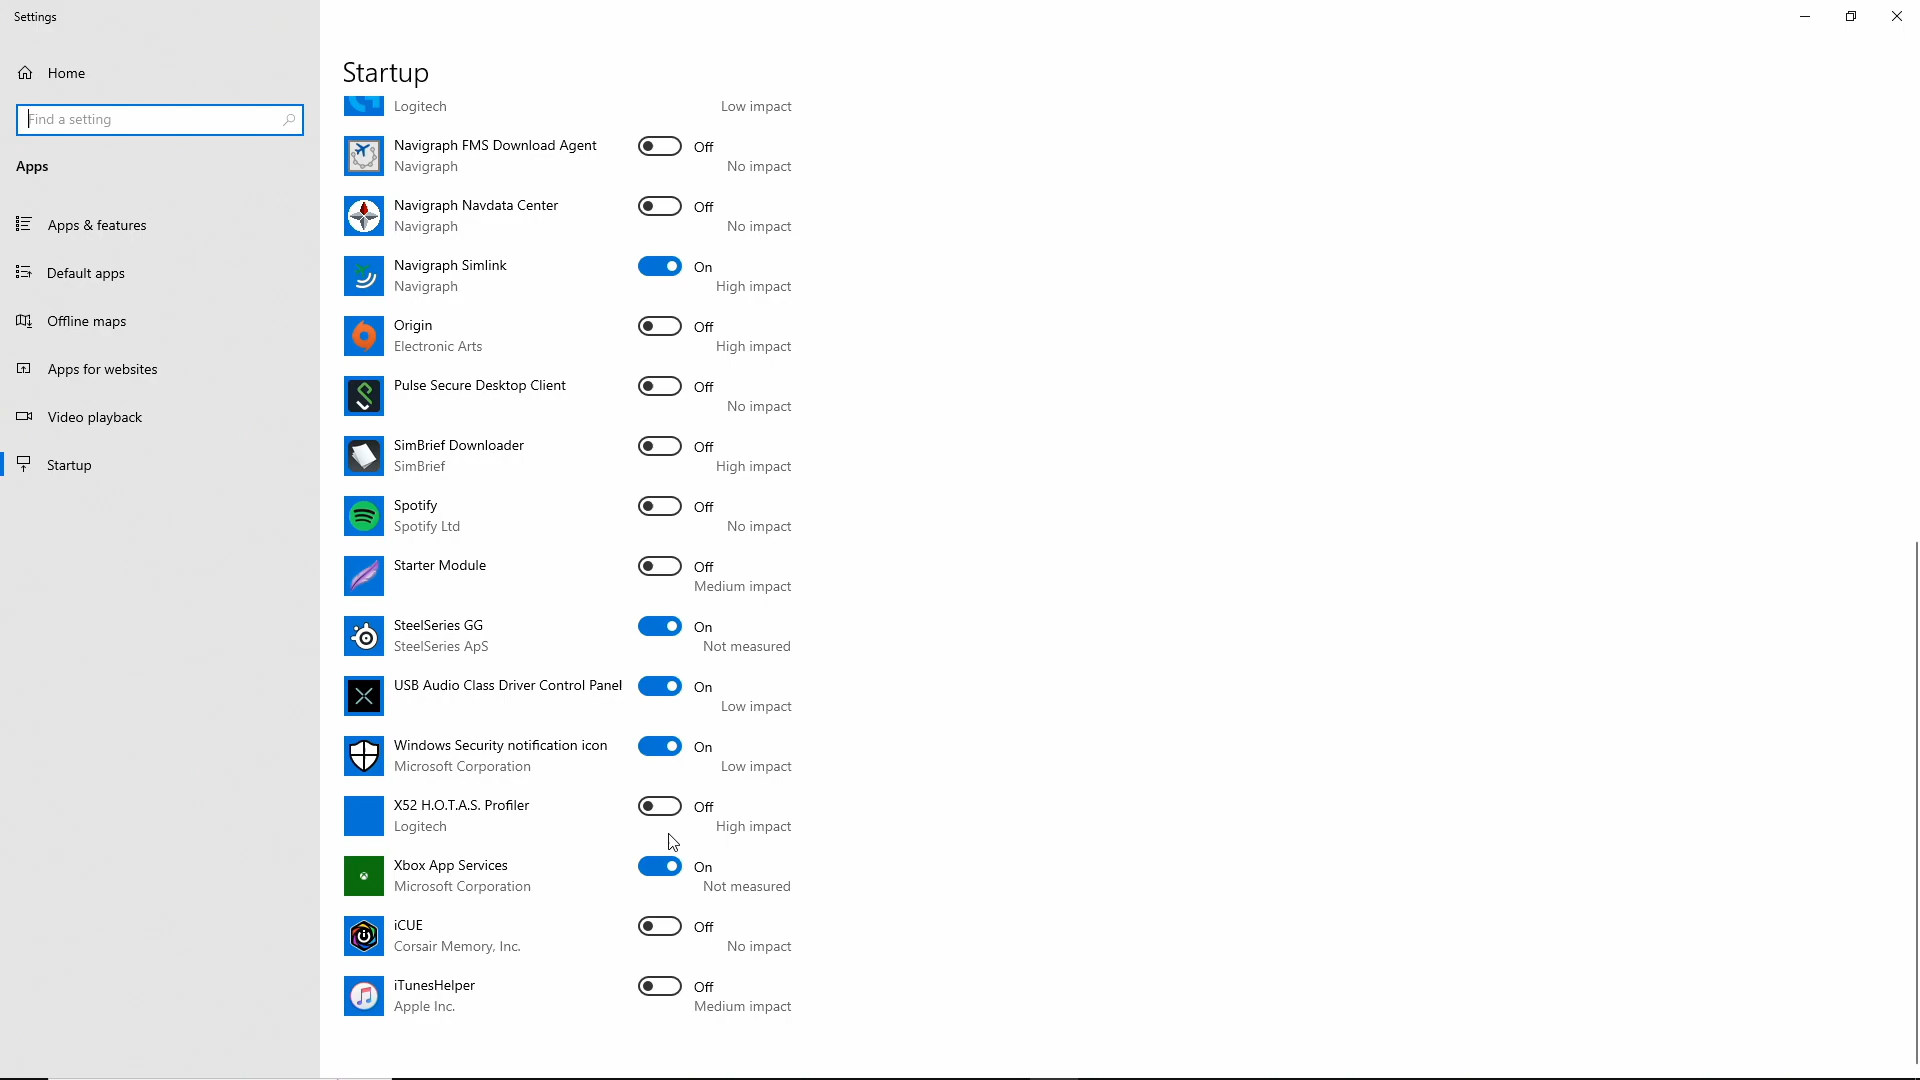 Settings
Home
Find a setting
Apps
Apps & features
Default apps
Offline maps
Apps for websites
Video playback
Startup
Startup
Logitech Low impact
Navigraph FMS Download Agent Off
Navigraph No impact
Navigraph Navdata Center Off
Navigraph No impact
Navigraph Simlink On
Navigraph High impact
Origin Off
Electronic Arts High impact
Pulse Secure Desktop Client Off
No impact
SimBrief Downloader Off
SimBrief High impact
Spotify Off
Spotify Ltd No impact
Starter Module Off
Medium impact
SteelSeries GG On
SteelSeries ApS Not measured
USB Audio Class Driver Control Panel On
Low impact
Windows Security notification icon On
Microsoft Corporation Low impact
X52 H.O.T.A.S. Profiler Off
Logitech High impact
Xbox App Services On
Microsoft Corporation Not measured
iCUE Off
Corsair Memory, Inc. No impact
iTunesHelper Off
Apple Inc. Medium impact